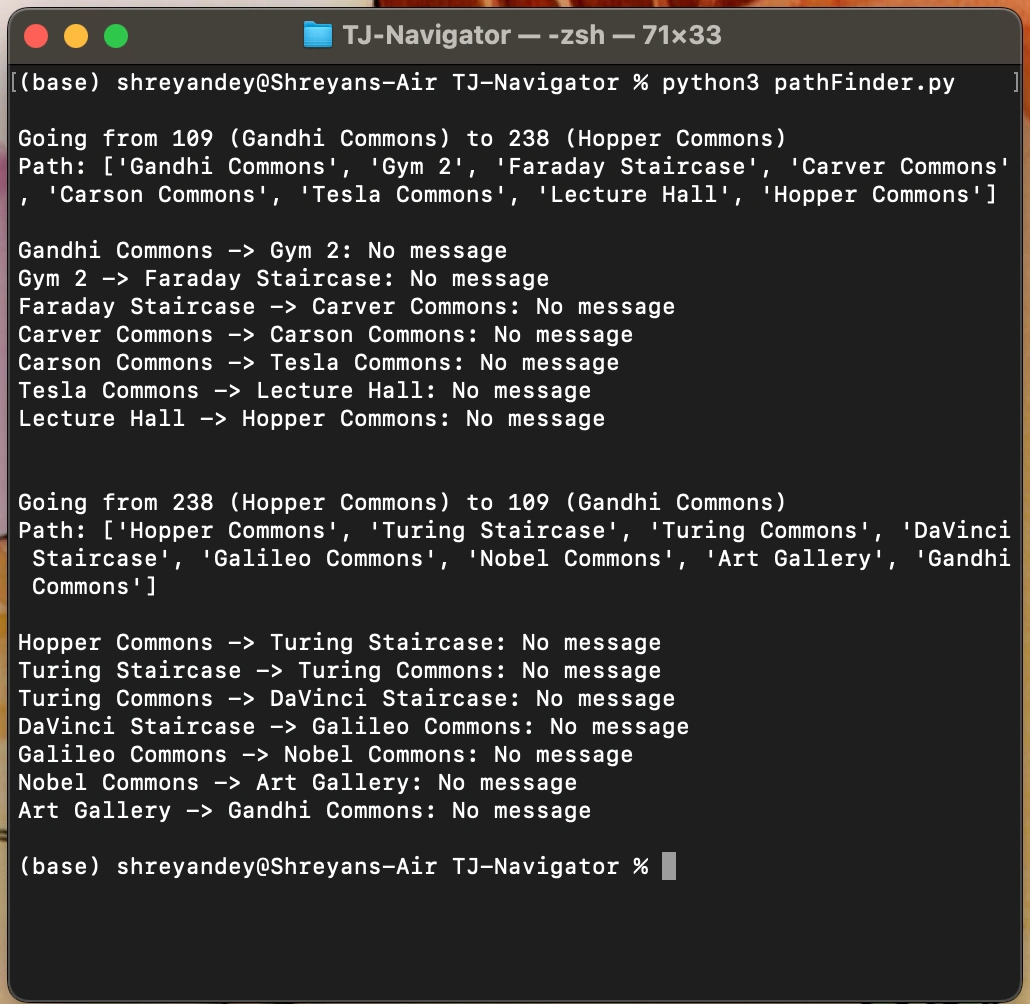 TJ-Navigator — -zsh — 71×33
[(base) shreyandey@Shreyans-Air TJ-Navigator % python3 pathFinder.py ]
Going from 109 (Gandhi Commons) to 238 (Hopper Commons)
Path: ['Gandhi Commons', 'Gym 2', 'Faraday Staircase', 'Carver Commons'
, 'Carson Commons', 'Tesla Commons', 'Lecture Hall', 'Hopper Commons']
Gandhi Commons -> Gym 2: No message
Gym 2 -> Faraday Staircase: No message
Faraday Staircase -> Carver Commons: No message
Carver Commons -> Carson Commons: No message
Carson Commons -> Tesla Commons: No message
Tesla Commons -> Lecture Hall: No message
Lecture Hall -> Hopper Commons: No message
Going from 238 (Hopper Commons) to 109 (Gandhi Commons)
Path: ['Hopper Commons', 'Turing Staircase', 'Turing Commons', 'DaVinci
 Staircase', 'Galileo Commons', 'Nobel Commons', 'Art Gallery', 'Gandhi
 Commons']
Hopper Commons -> Turing Staircase: No message
Turing Staircase -> Turing Commons: No message
Turing Commons -> DaVinci Staircase: No message
DaVinci Staircase -> Galileo Commons: No message
Galileo Commons -> Nobel Commons: No message
Nobel Commons -> Art Gallery: No message
Art Gallery -> Gandhi Commons: No message
(base) shreyandey@Shreyans-Air TJ-Navigator %